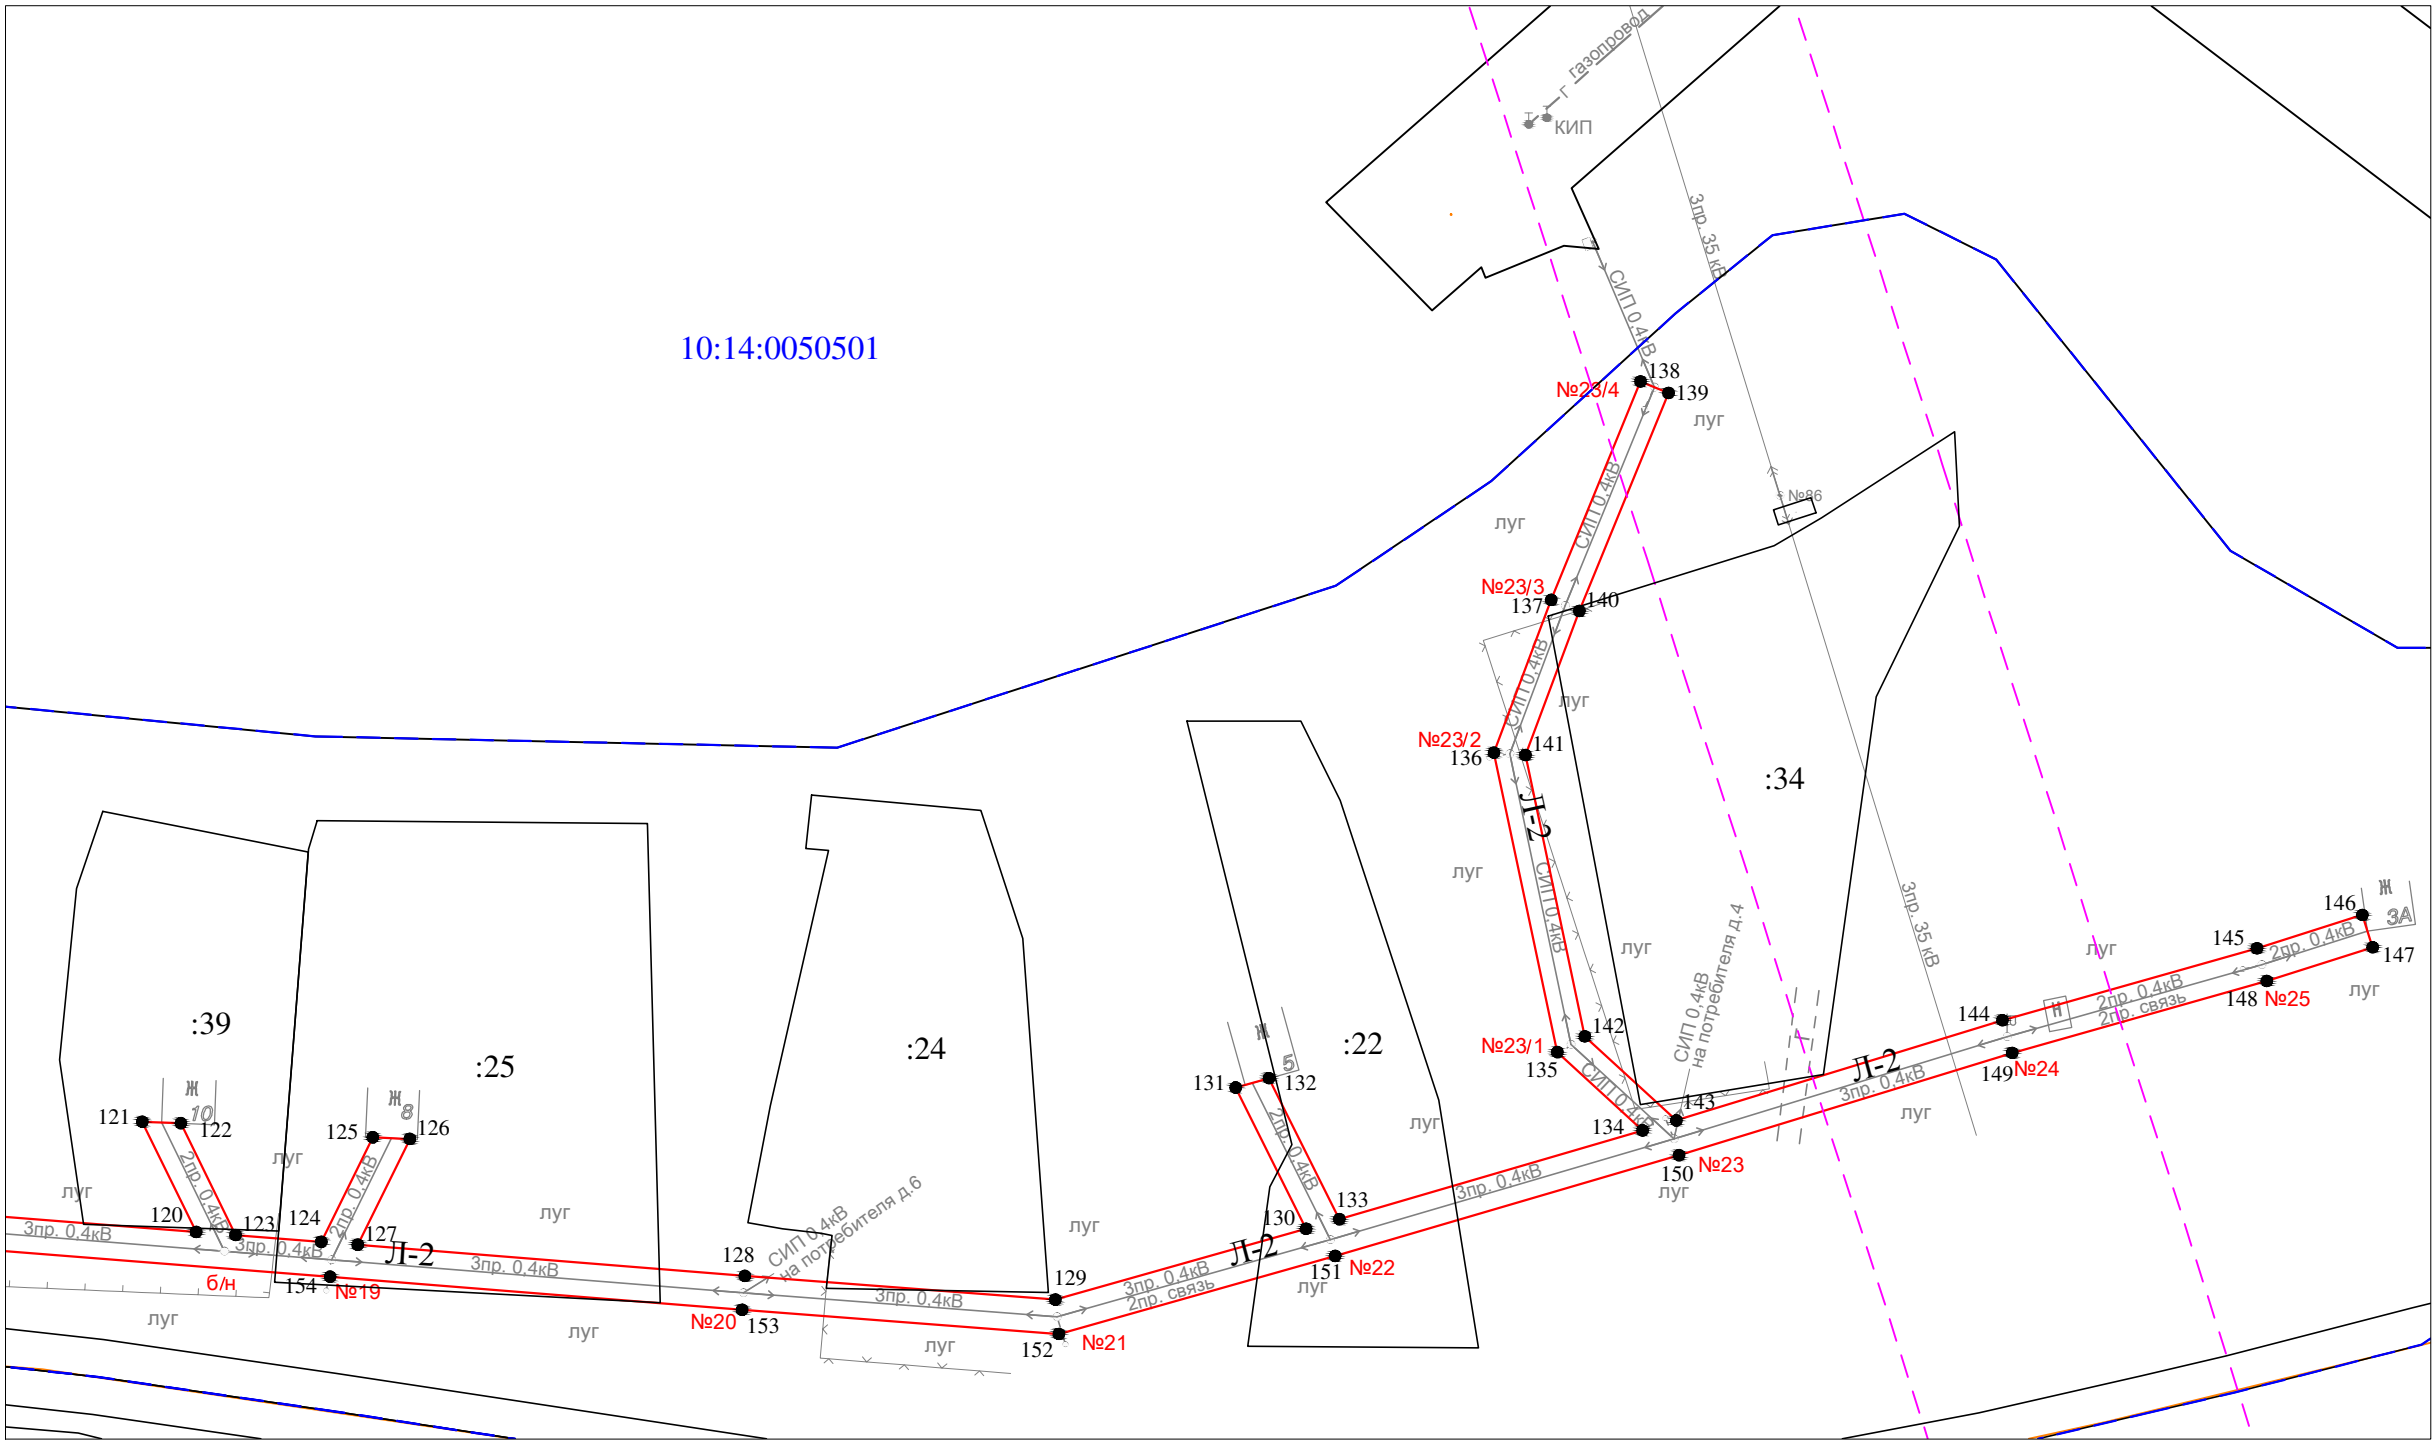 газопровод
Г
КИП
3пр. 35 кВ
СИП 0,4кВ
10:14:0050501
138
№23/4
139
луг
СИП 0,4кВ
№86
луг
№23/3
137
140
СИП 0,4кВ
луг
№23/2
136
141
:34
Л-2
луг
СИП 0,4кВ
3пр. 35 кВ
146
Ж
3А
145
2пр. 0,4кВ
147
луг
луг
148
№25
луг
СИП 0,4кВ
на потребителя д.4
2пр. 0,4кВ
2пр. связь
Н
144
149
№24
Г
Л-2
3пр. 0,4кВ
луг
142
№23/1
135
СИП 0,4кВ
143
134
150
№23
луг
:39
:25
:24
:22
Ж
5
131
132
2пр. 0,4кВ
луг
Ж
10
121
122
2пр. 0,4кВ
Ж
8
125
126
2пр. 0,4кВ
луг
луг
120
123
124
127
луг
3пр. 0,4кВ
3пр. 0,4кВ
Л-2
3пр. 0,4кВ
128
СИП 0,4кВ
на потребителя д.6
луг
130
133
3пр. 0,4кВ
Л-2
151
№22
луг
129
3пр. 0,4кВ
2пр. связь
3пр. 0,4кВ
б/н
154
№19
№20
153
152
№21
луг
луг
луг